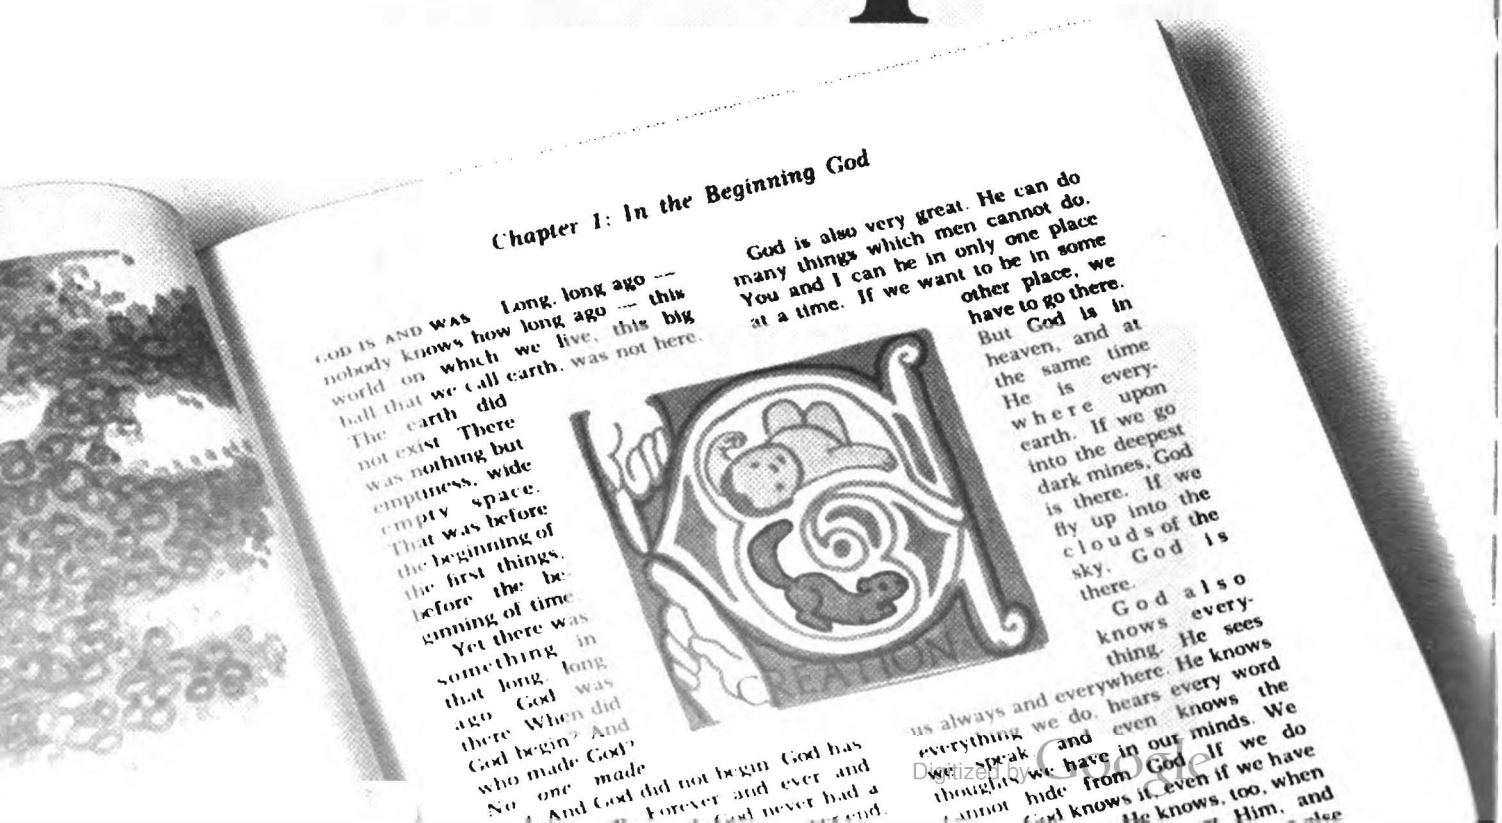 Chapter 1: In the Beginning God
GOD IS AND WAS Long, long ago —
nobody knows how long ago — this
world on which we live, this big
ball that we call earth, was not here.
The earth did
not exist There
was nothing but
emptiness, wide
empty space.
That was before
the beginning of
the first things,
before the be-
ginning of time
Yet there was
something in
that long, long
ago God was
there When did
God begin? And
who made God?
No one made
And God did not begin God has
Forever and ever and
God never had a
end.
God is also very great. He can do
many things which men cannot do.
You and I can be in only one place
at a time. If we want to be in some
other place, we
have to go there.
But God is in
heaven, and at
the same time
He is every-
where upon
earth. If we go
into the deepest
dark mines, God
is there. If we
fly up into the
clouds of the
sky, God is
there.
God also
knows every-
thing. He sees
us always and everywhere. He knows
everything we do, hears every word
we speak and even knows the
thoughts we have in our minds. We
cannot hide from God. If we do
God knows it, even if we have
He knows, too, when
Him, and
CREATION
Digitized by Google